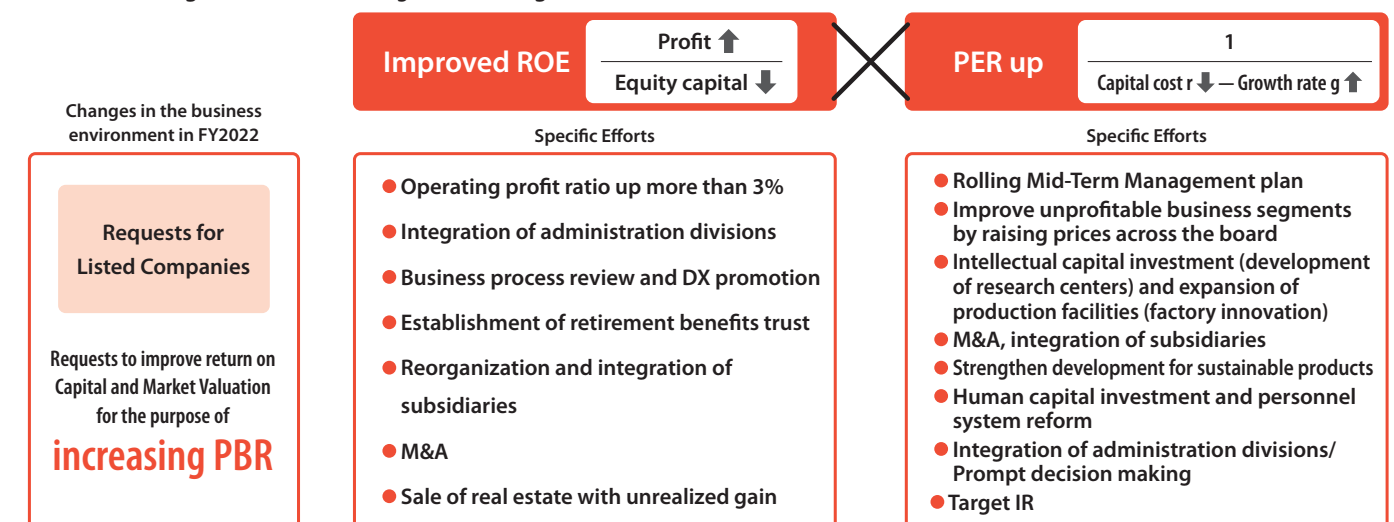 Changes in the business
environment in FY2022
Requests for
Listed Companies
Requests to improve return on
Capital and Market Valuation
for the purpose of
increasing PBR
Improved ROE
Profit
Equity capital
Specific Efforts
Operating profit ratio up more than 3%
Integration of administration divisions
Business process review and DX promotion
Establishment of retirement benefits trust
Reorganization and integration of
subsidiaries
M&A
Sale of real estate with unrealized gain
PER up
1
Capital cost r ⬇ — Growth rate g ⬆
Specific Efforts
Rolling Mid-Term Management plan
Improve unprofitable business segments
by raising prices across the board
Intellectual capital investment (development
of research centers) and expansion of
production facilities (factory innovation)
M&A, integration of subsidiaries
Strengthen development for sustainable products
Human capital investment and personnel
system reform
Integration of administration divisions/
Prompt decision making
Target IR